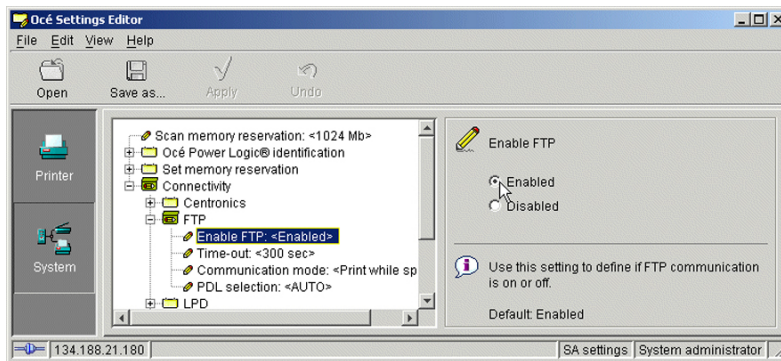 Océ Settings Editor
File Edit View Help
Open Save as... Apply Undo
Printer
System
Scan memory reservation: <1024 Mb>
Océ Power Logic® identification
Set memory reservation
Connectivity
Centronics
FTP
Enable FTP: <Enabled>
Time-out: <300 sec>
Communication mode: <Print while sp
PDL selection: <AUTO>
LPD
Enable FTP
Enabled
Disabled
Use this setting to define if FTP communication
is on or off.
Default: Enabled
134.188.21.180
SA settings System administrator